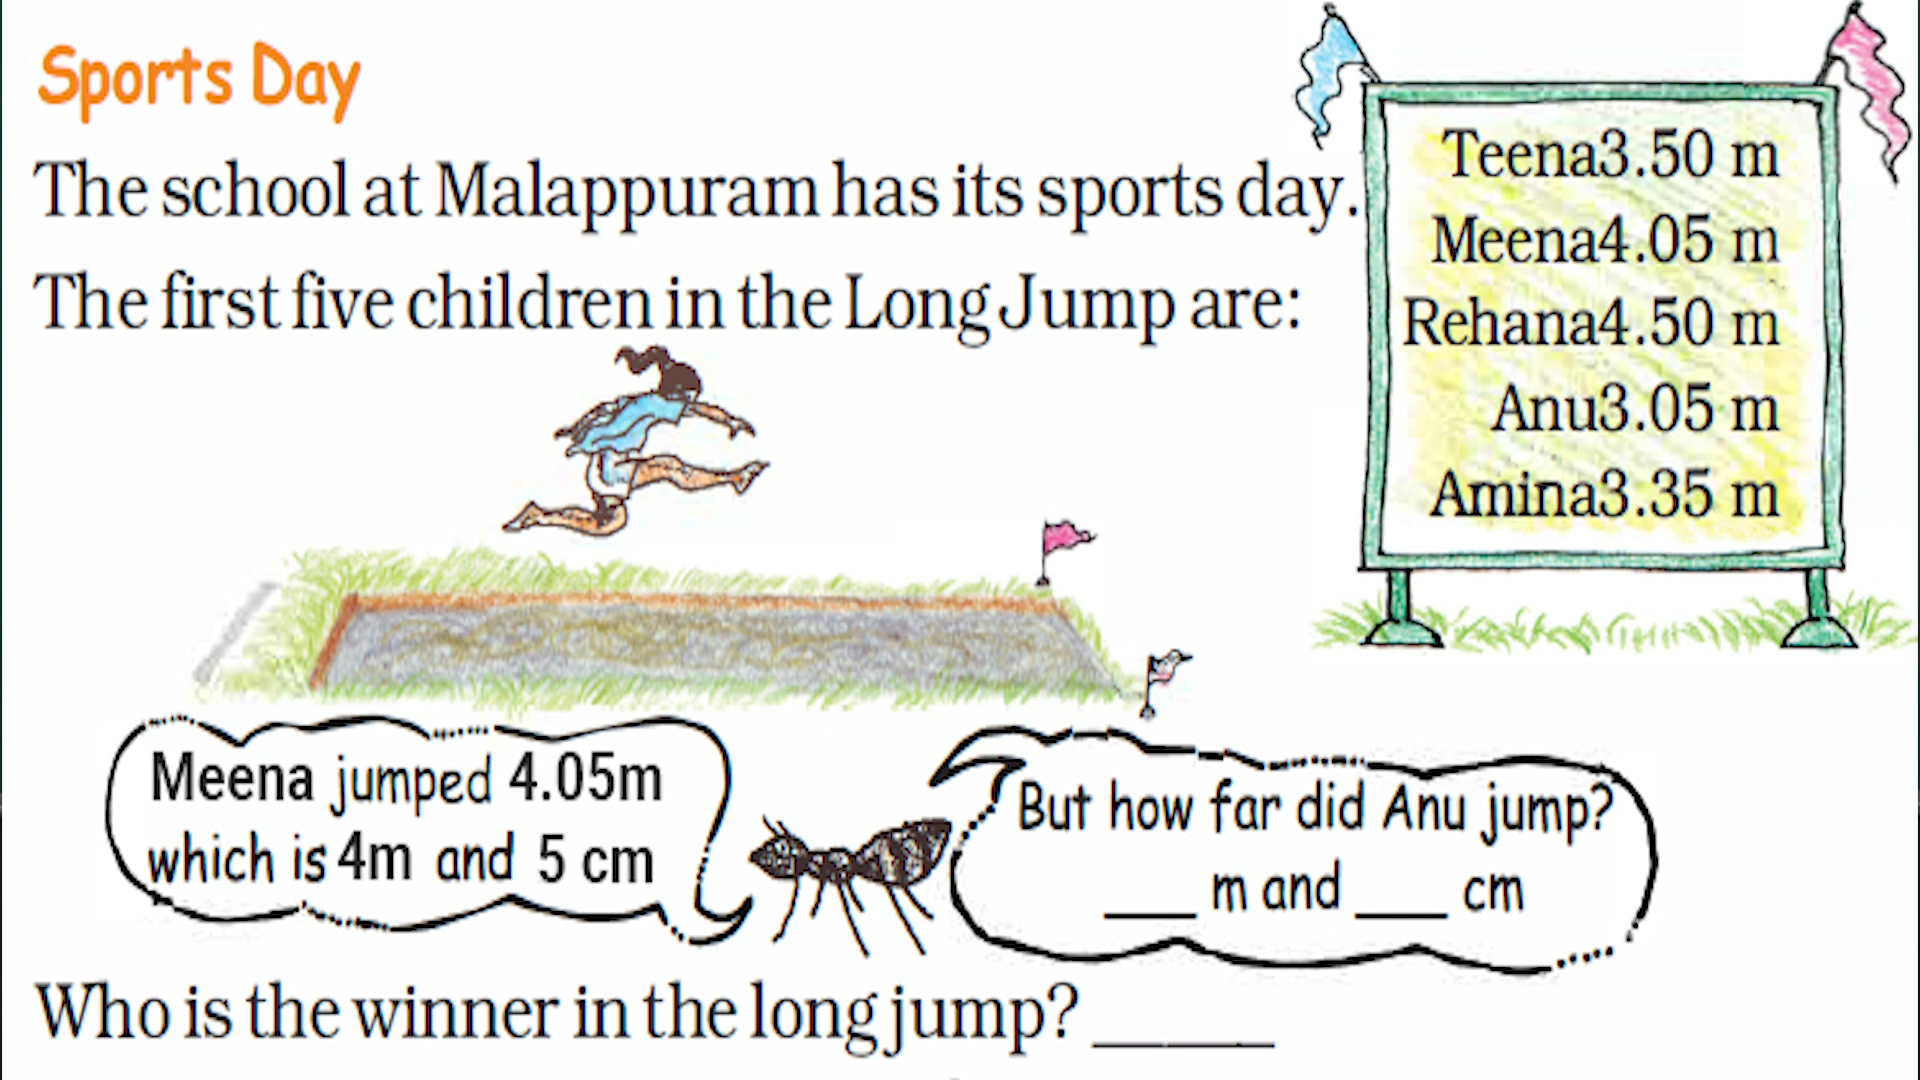 Sports Day
The school at Malappuram has its sports day.
The first five children in the Long Jump are:
Teena3.50 m
Meena4.05 m
Rehana4.50 m
Anu3.05 m
Amina3.35 m
Meena jumped 4.05m
which is 4m and 5 cm
But how far did Anu jump?
___ m and ___ cm
Who is the winner in the long jump? _____